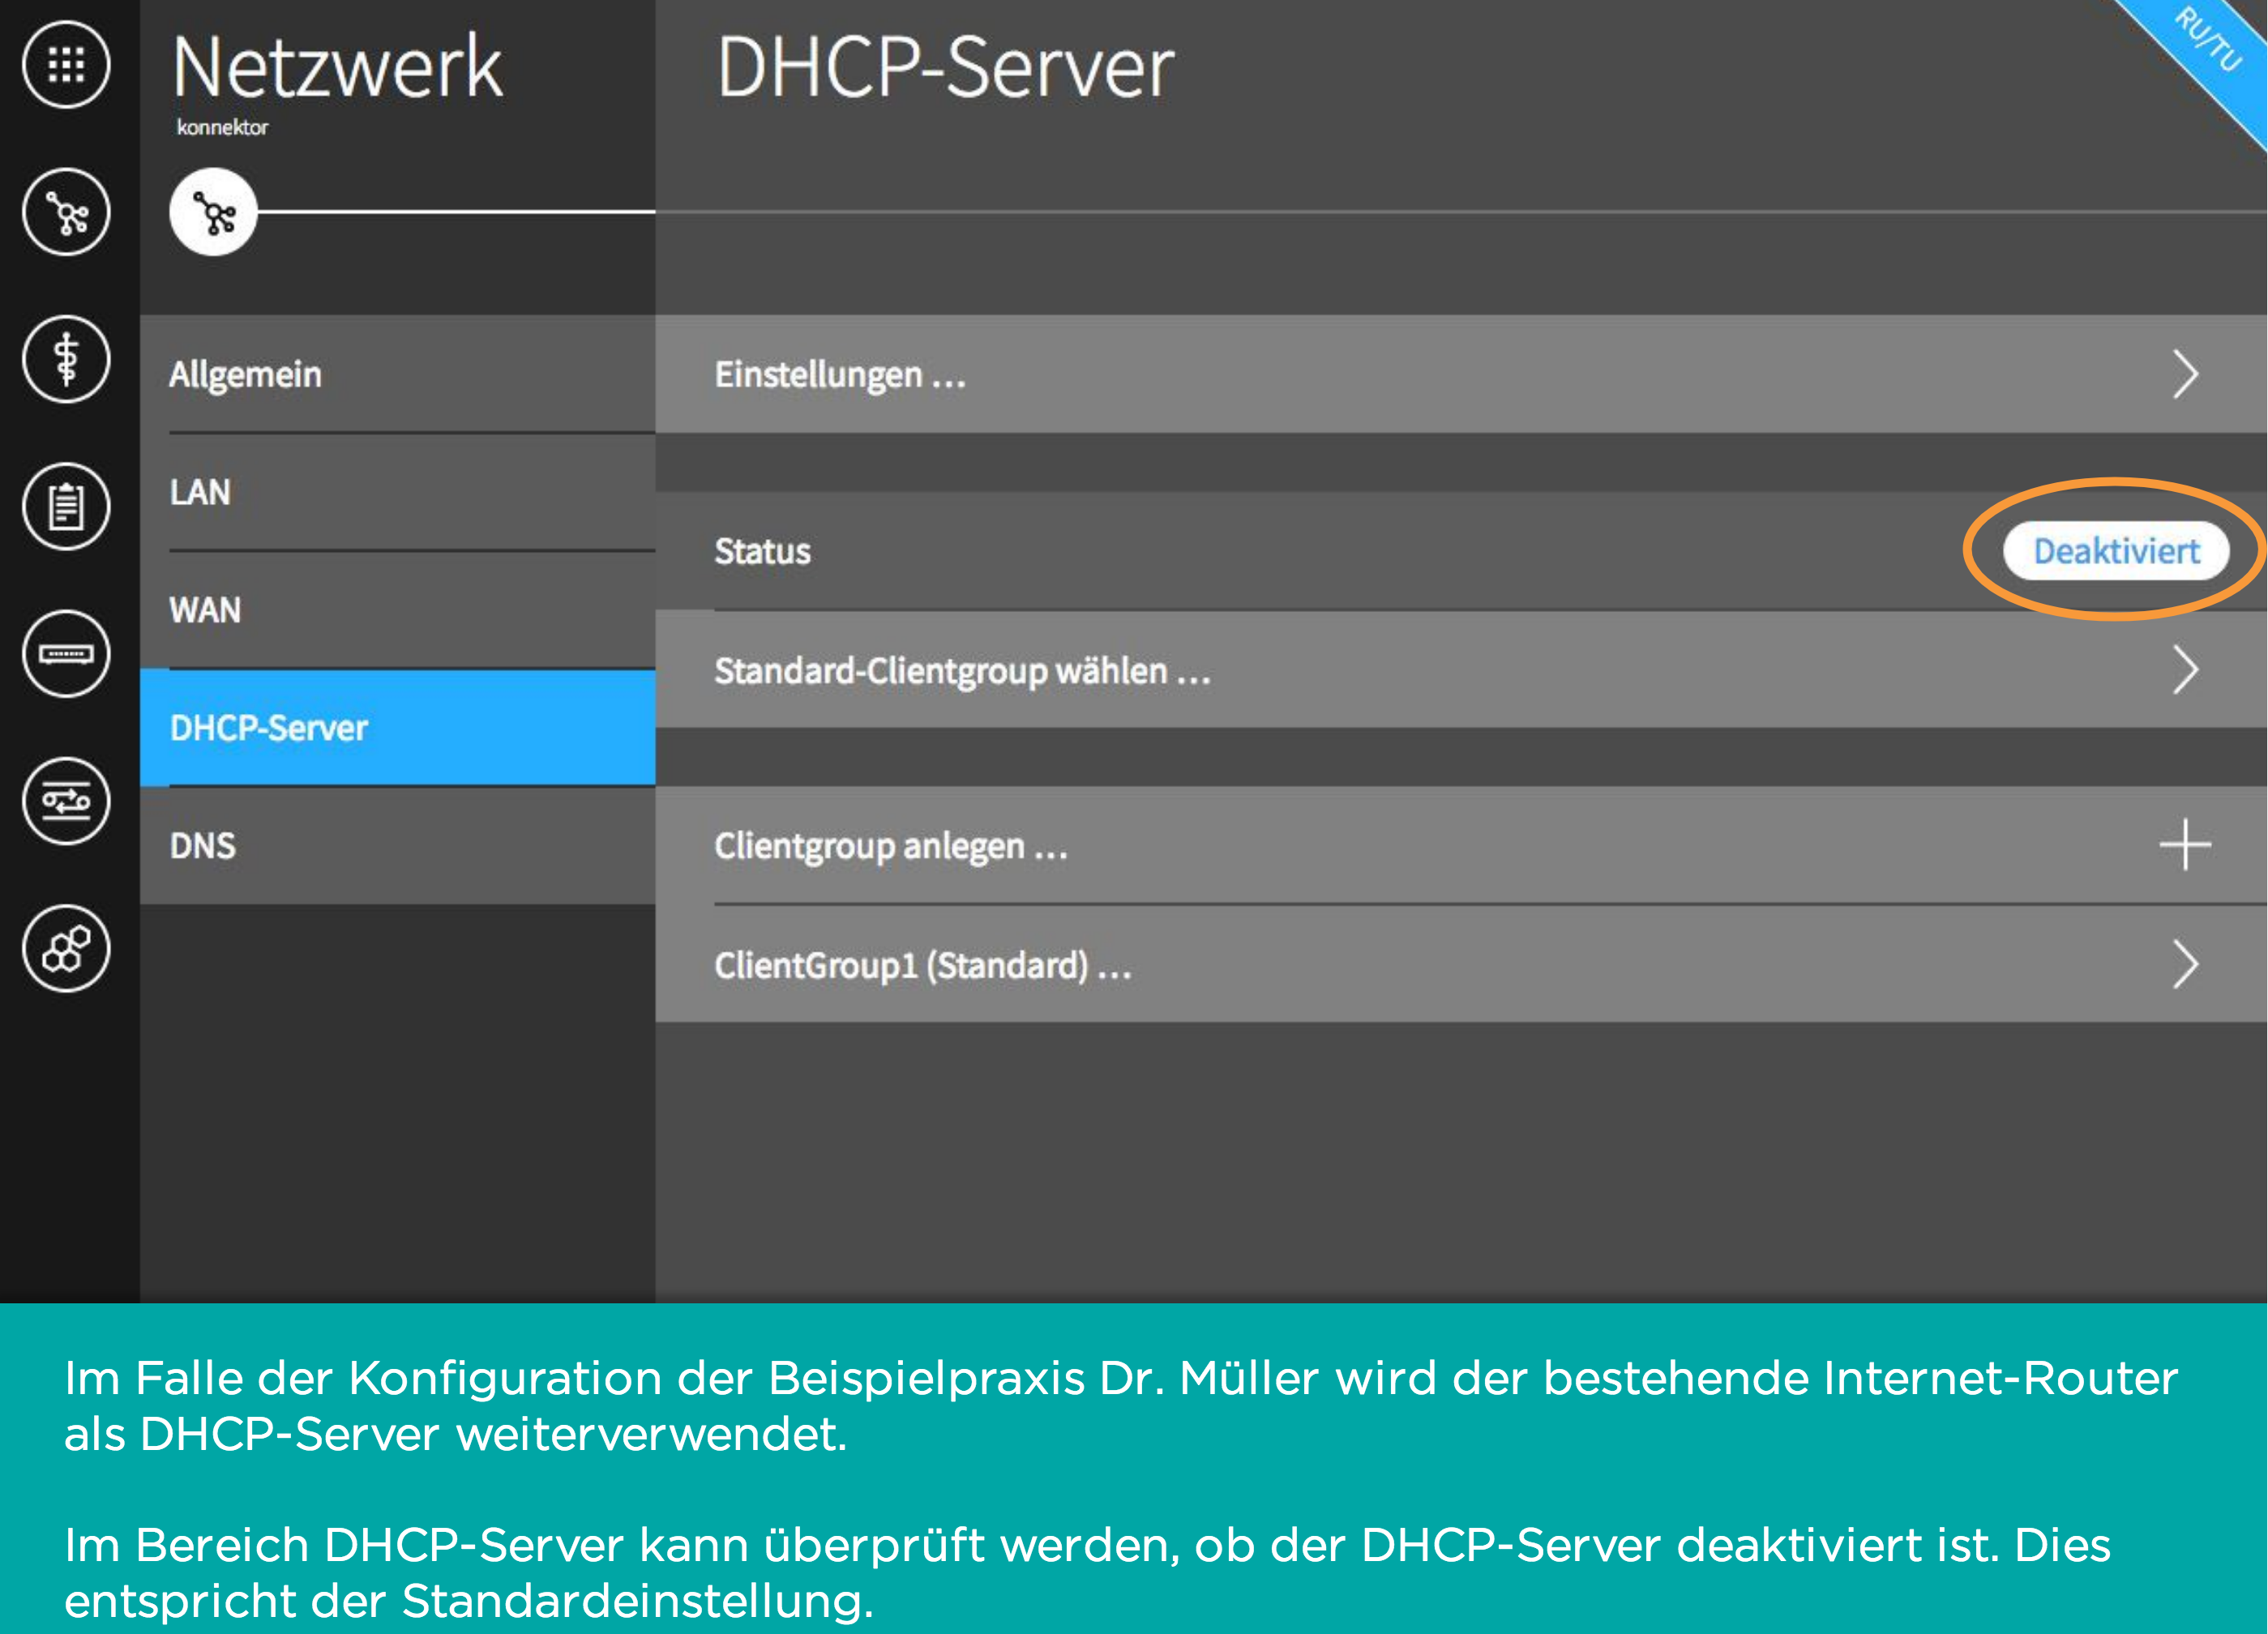 Netzwerk
konnektor
DHCP-Server
RU/TU
Allgemein
LAN
WAN
DHCP-Server
DNS
Einstellungen ...
Status
Deaktiviert
Standard-Clientgroup wählen ...
Clientgroup anlegen ...
ClientGroup1 (Standard) ...
Im Falle der Konfiguration der Beispielpraxis Dr. Müller wird der bestehende Internet-Router
als DHCP-Server weiterverwendet.
Im Bereich DHCP-Server kann überprüft werden, ob der DHCP-Server deaktiviert ist. Dies
entspricht der Standardeinstellung.